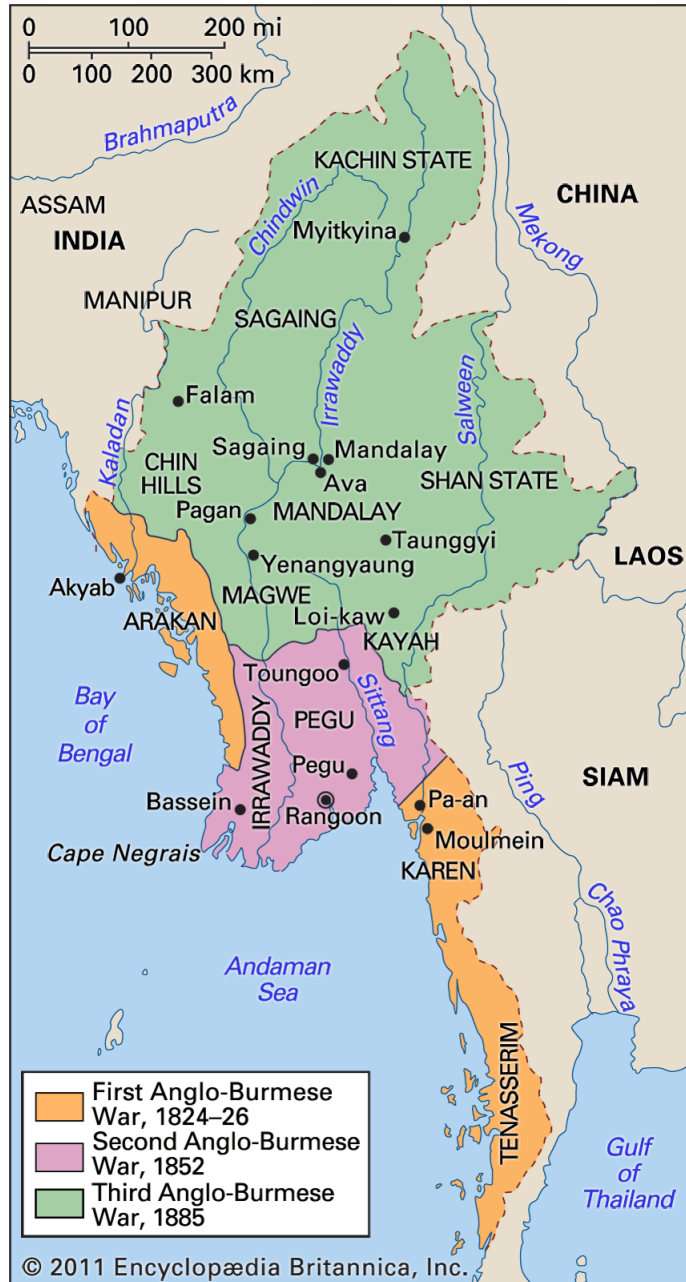 0 100 200 mi
0 100 200 300 km
Brahmaputra
KACHIN STATE
CHINA
ASSAM
INDIA
Chindwin
Myitkyina
Mekong
MANIPUR
SAGAING
Irrawaddy
Salween
Falam
Kaladan
Sagaing
Mandalay
CHIN
HILLS
Ava
SHAN STATE
Pagan
MANDALAY
Taunggyi
Yenangyaung
LAOS
Akyab
MAGWE
ARAKAN
Loi-kaw
KAYAH
Toungoo
Sittang
Bay
of
Bengal
IRRAWADDY
PEGU
Pegu
Ping
SIAM
Bassein
Rangoon
Pa-an
Moulmein
Cape Negrais
KAREN
Chao Phraya
Andaman
Sea
TENASSERIM
First Anglo-Burmese
War, 1824–26
Second Anglo-Burmese
War, 1852
Third Anglo-Burmese
War, 1885
Gulf
of
Thailand
© 2011 Encyclopædia Britannica, Inc.